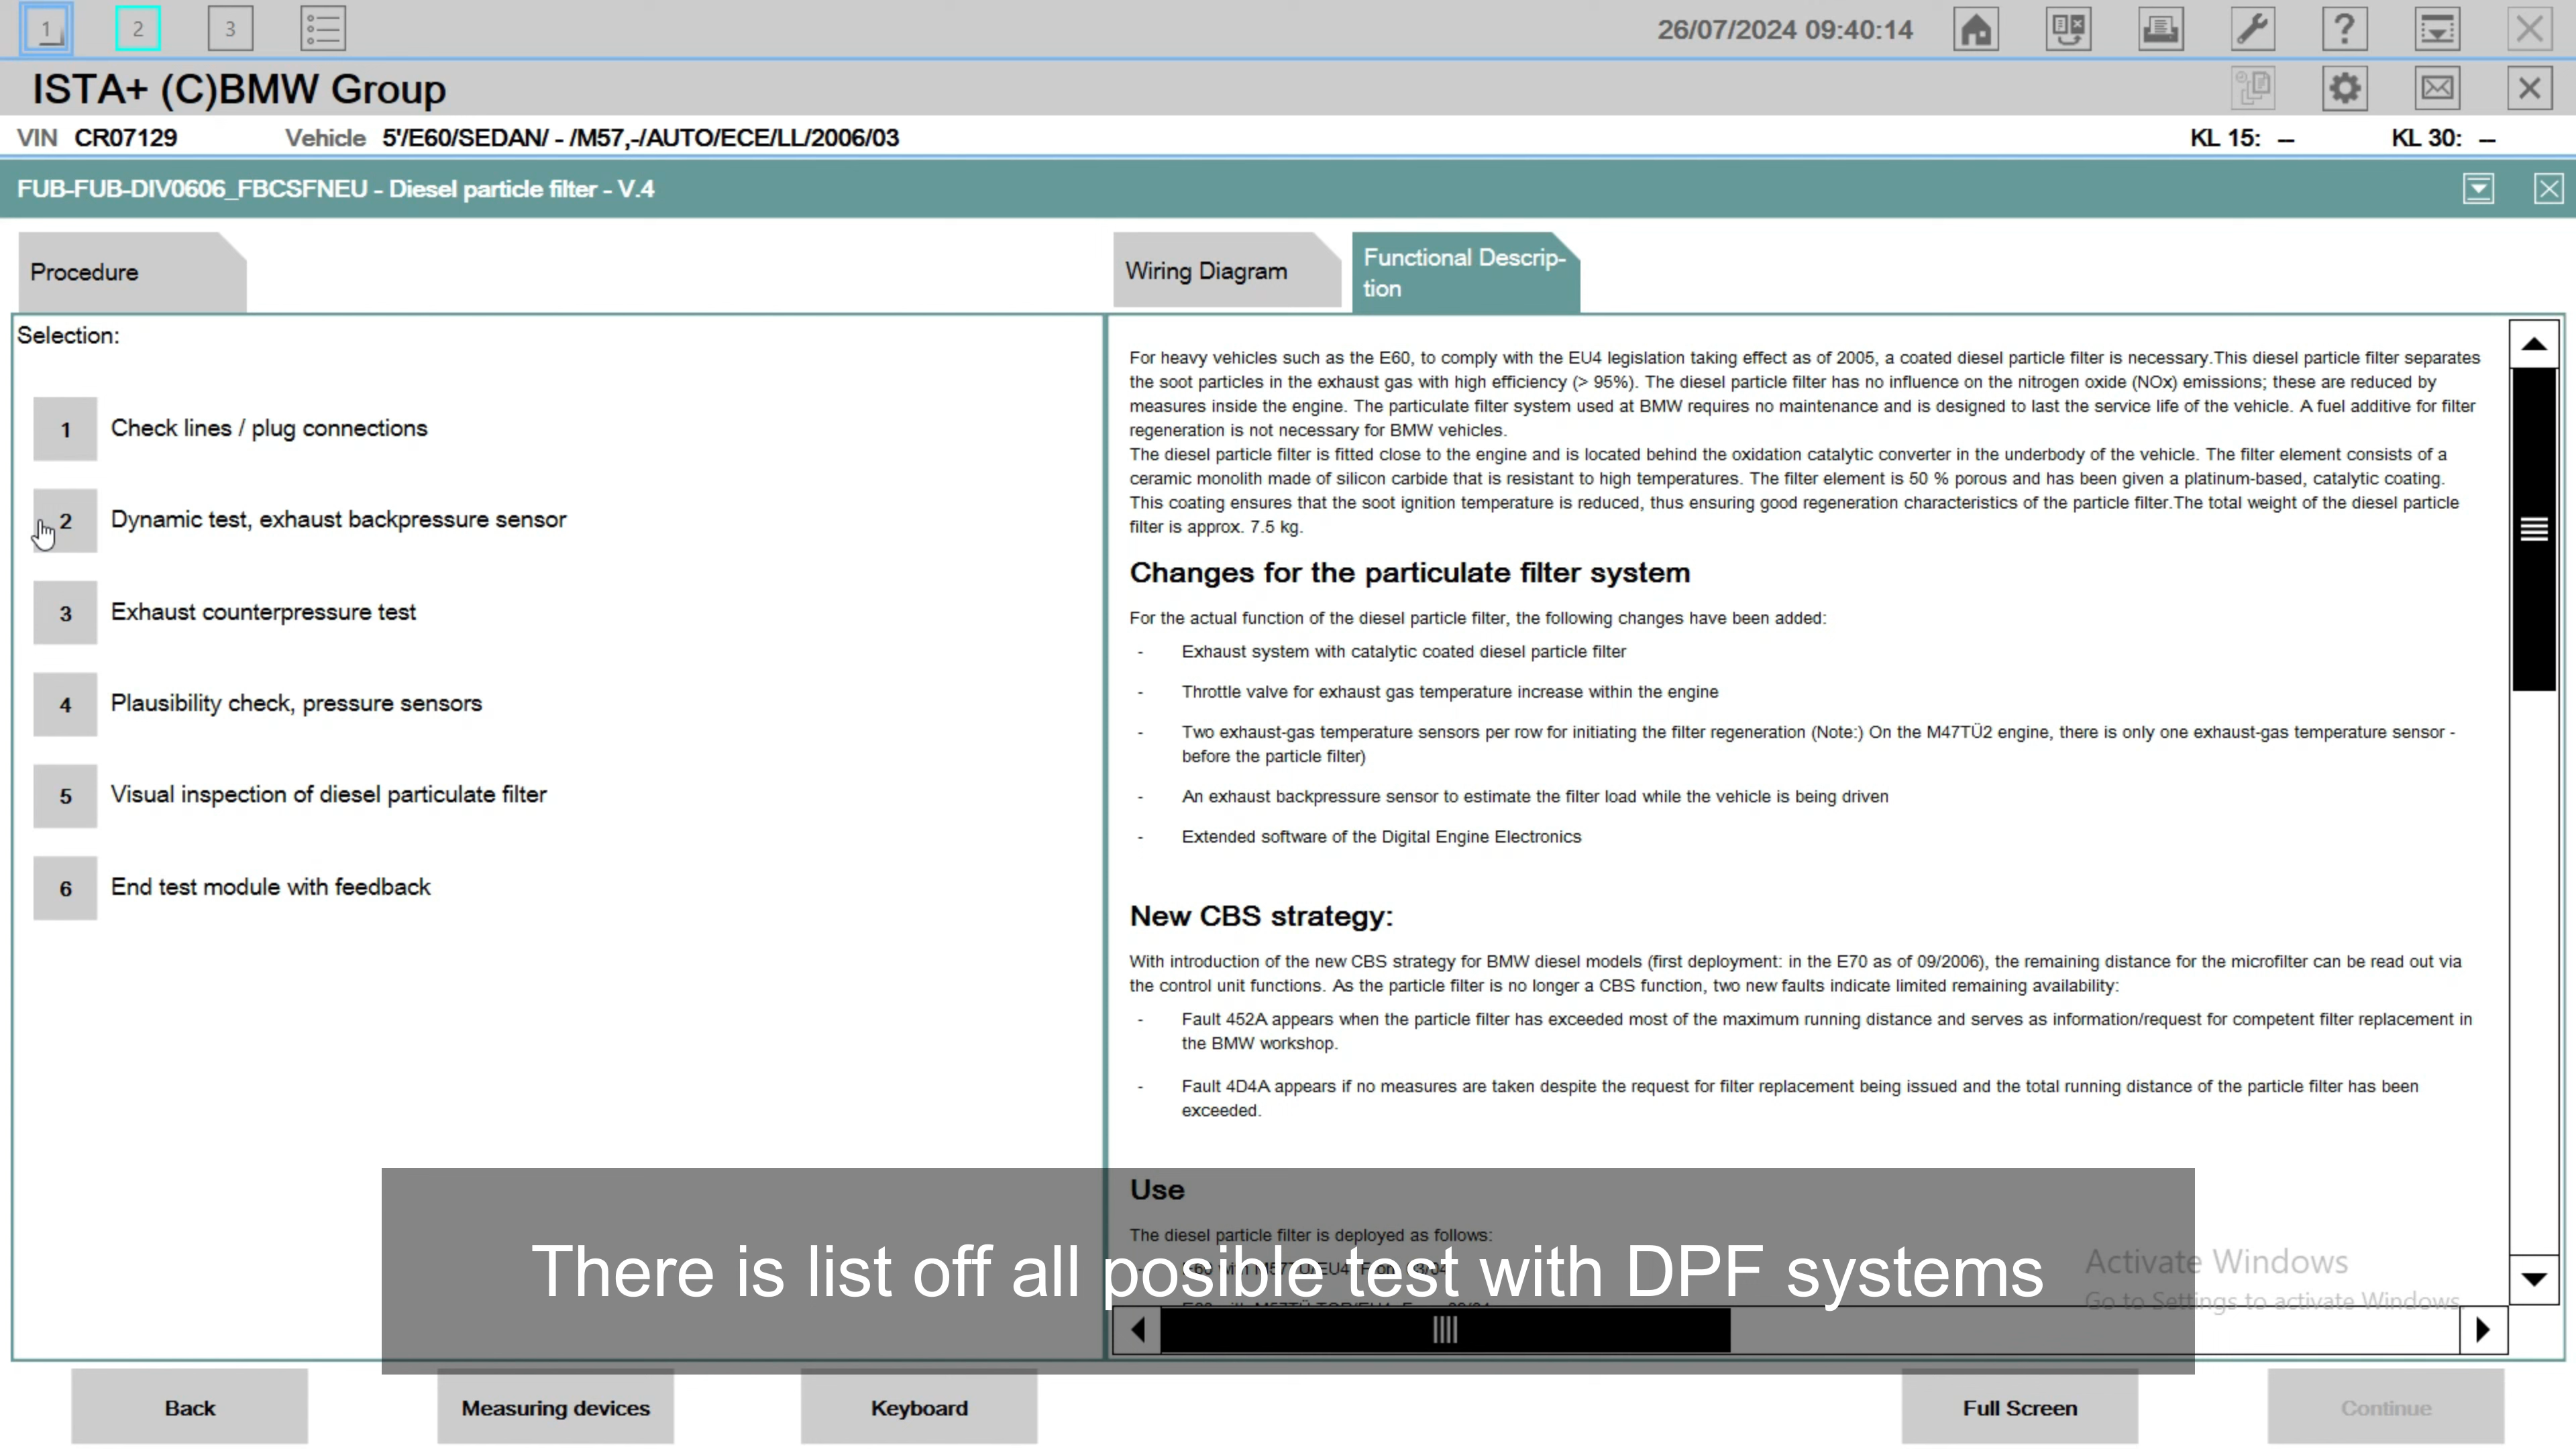 1 2 3 26/07/2024 09:40:14 ?
ISTA+ (C)BMW Group
VIN CR07129 Vehicle 5'/E60/SEDAN/ - /M57,-/AUTO/ECE/LL/2006/03 KL 15: -- KL 30: --
FUB-FUB-DIV0606_FBCSFNEU - Diesel particle filter - V.4
Procedure
Wiring Diagram
Functional Descrip-
tion
Selection:
1 Check lines / plug connections
2 Dynamic test, exhaust backpressure sensor
3 Exhaust counterpressure test
4 Plausibility check, pressure sensors
5 Visual inspection of diesel particulate filter
6 End test module with feedback
For heavy vehicles such as the E60, to comply with the EU4 legislation taking effect as of 2005, a coated diesel particle filter is necessary.This diesel particle filter separates
the soot particles in the exhaust gas with high efficiency (> 95%). The diesel particle filter has no influence on the nitrogen oxide (NOx) emissions; these are reduced by
measures inside the engine. The particulate filter system used at BMW requires no maintenance and is designed to last the service life of the vehicle. A fuel additive for filter
regeneration is not necessary for BMW vehicles.
The diesel particle filter is fitted close to the engine and is located behind the oxidation catalytic converter in the underbody of the vehicle. The filter element consists of a
ceramic monolith made of silicon carbide that is resistant to high temperatures. The filter element is 50 % porous and has been given a platinum-based, catalytic coating.
This coating ensures that the soot ignition temperature is reduced, thus ensuring good regeneration characteristics of the particle filter.The total weight of the diesel particle
filter is approx. 7.5 kg.
Changes for the particulate filter system
For the actual function of the diesel particle filter, the following changes have been added:
- Exhaust system with catalytic coated diesel particle filter
- Throttle valve for exhaust gas temperature increase within the engine
- Two exhaust-gas temperature sensors per row for initiating the filter regeneration (Note:) On the M47TÜ2 engine, there is only one exhaust-gas temperature sensor -
before the particle filter)
- An exhaust backpressure sensor to estimate the filter load while the vehicle is being driven
- Extended software of the Digital Engine Electronics
New CBS strategy:
With introduction of the new CBS strategy for BMW diesel models (first deployment: in the E70 as of 09/2006), the remaining distance for the microfilter can be read out via
the control unit functions. As the particle filter is no longer a CBS function, two new faults indicate limited remaining availability:
- Fault 452A appears when the particle filter has exceeded most of the maximum running distance and serves as information/request for competent filter replacement in
the BMW workshop.
- Fault 4D4A appears if no measures are taken despite the request for filter replacement being issued and the total running distance of the particle filter has been
exceeded.
Use
The diesel particle filter is deployed as follows:
There is list off all posible test with DPF systems
Activate Windows
Go to Settings to activate Windows.
Back Measuring devices Keyboard Full Screen Continue